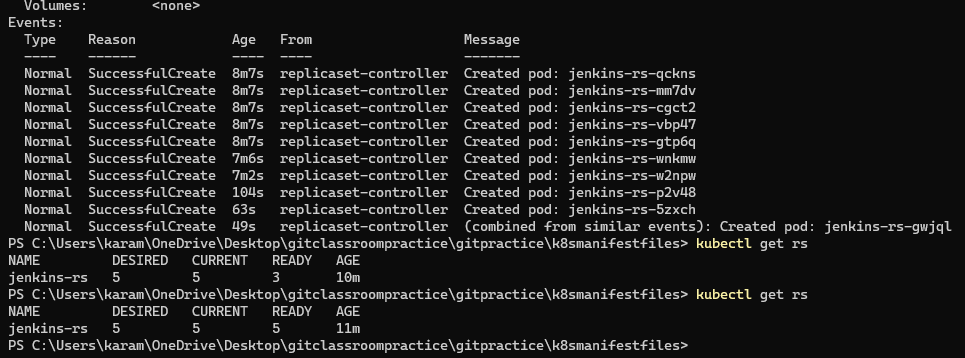 Volumes:        <none>
Events:
  Type    Reason            Age   From                   Message
  ----    ------            ----  ----                   -------
  Normal  SuccessfulCreate  8m7s  replicaset-controller  Created pod: jenkins-rs-qckns
  Normal  SuccessfulCreate  8m7s  replicaset-controller  Created pod: jenkins-rs-mm7dv
  Normal  SuccessfulCreate  8m7s  replicaset-controller  Created pod: jenkins-rs-cgct2
  Normal  SuccessfulCreate  8m7s  replicaset-controller  Created pod: jenkins-rs-vbp47
  Normal  SuccessfulCreate  8m7s  replicaset-controller  Created pod: jenkins-rs-gtp6q
  Normal  SuccessfulCreate  7m6s  replicaset-controller  Created pod: jenkins-rs-wnkmw
  Normal  SuccessfulCreate  7m2s  replicaset-controller  Created pod: jenkins-rs-w2npw
  Normal  SuccessfulCreate  104s  replicaset-controller  Created pod: jenkins-rs-p2v48
  Normal  SuccessfulCreate  63s   replicaset-controller  Created pod: jenkins-rs-5zxch
  Normal  SuccessfulCreate  49s   replicaset-controller  (combined from similar events): Created pod: jenkins-rs-gwjql
PS C:\Users\karam\OneDrive\Desktop\gitclassroompractice\gitpractice\k8smanifestfiles> kubectl get rs
NAME         DESIRED   CURRENT   READY   AGE
jenkins-rs   5         5         3       10m
PS C:\Users\karam\OneDrive\Desktop\gitclassroompractice\gitpractice\k8smanifestfiles> kubectl get rs
NAME         DESIRED   CURRENT   READY   AGE
jenkins-rs   5         5         5       11m
PS C:\Users\karam\OneDrive\Desktop\gitclassroompractice\gitpractice\k8smanifestfiles>